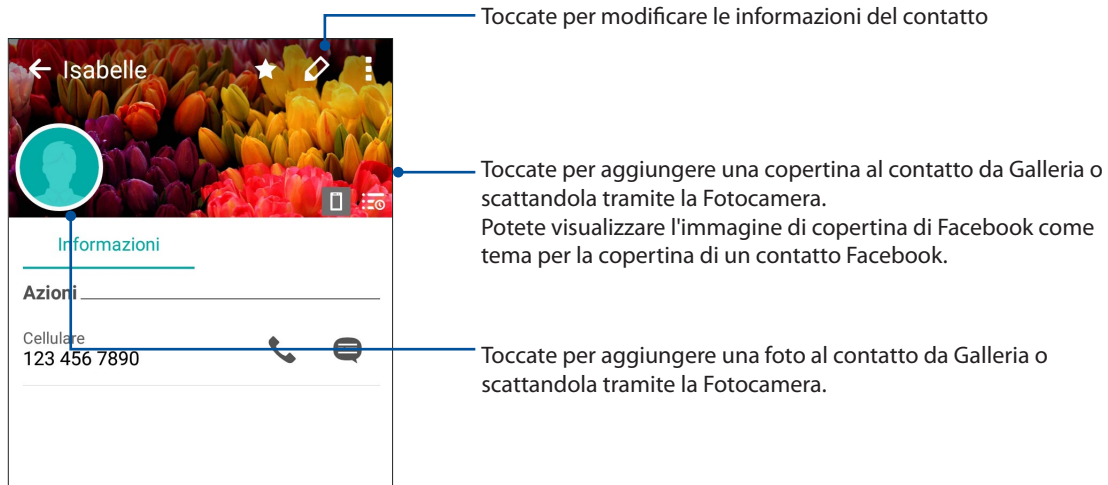 Toccate per modificare le informazioni del contatto
Isabelle
Toccate per aggiungere una copertina al contatto da Galleria o
scattandola tramite la Fotocamera.
Potete visualizzare l'immagine di copertina di Facebook come
tema per la copertina di un contatto Facebook.
Informazioni
Azioni
Cellulare
123 456 7890
Toccate per aggiungere una foto al contatto da Galleria o
scattandola tramite la Fotocamera.